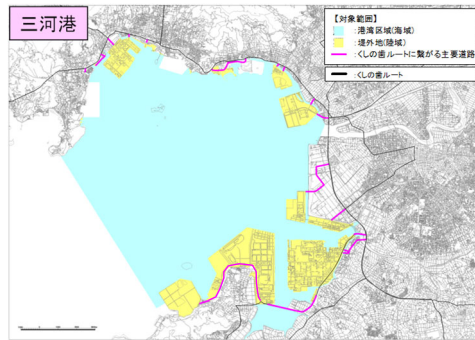 三河港
【対象範囲】
:港湾区域(海域)
:堤外地(陸域)
:くしの歯ルートに繋がる主要道路
:くしの歯ルート